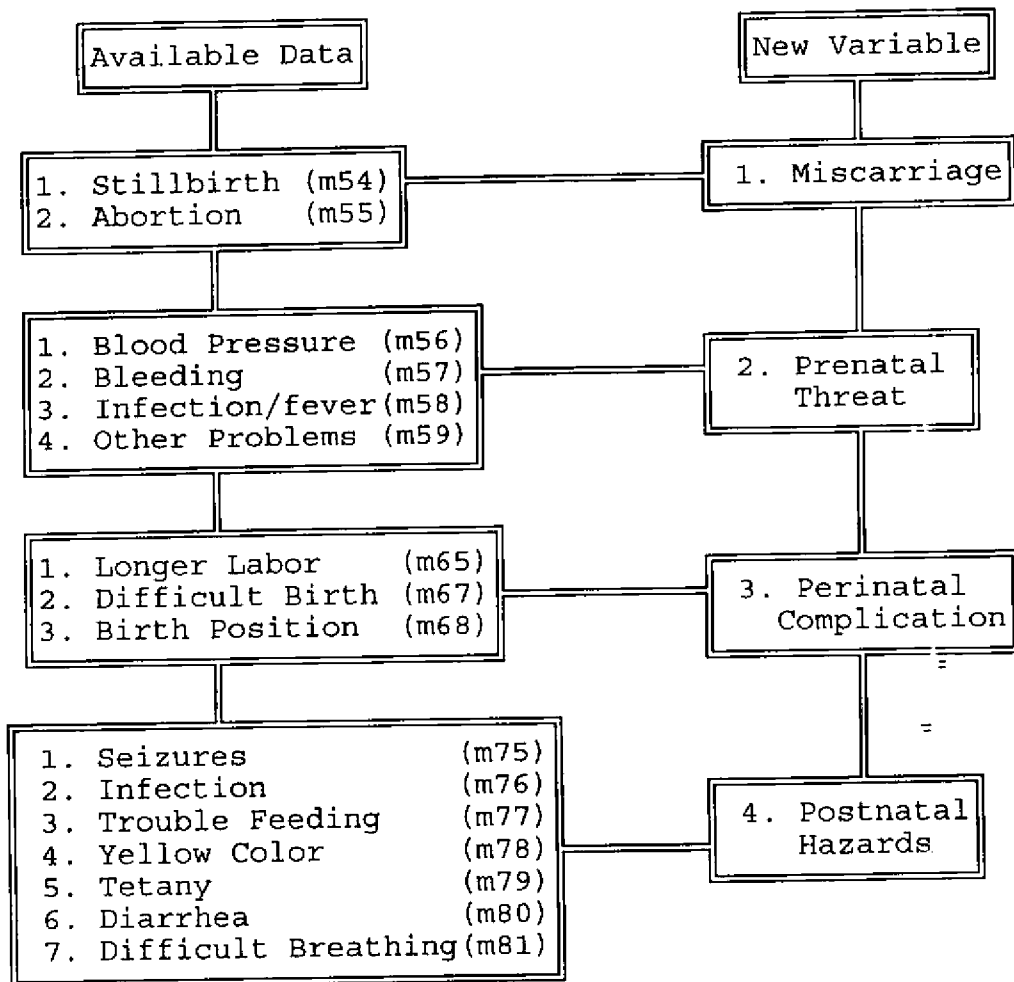 Available Data
New Variable
1. Stillbirth (m54)
2. Abortion (m55)
1. Miscarriage
1. Blood Pressure (m56)
2. Bleeding (m57)
3. Infection/fever(m58)
4. Other Problems (m59)
2. Prenatal
Threat
1. Longer Labor (m65)
2. Difficult Birth (m67)
3. Birth Position (m68)
3. Perinatal
Complication
1. Seizures (m75)
2. Infection (m76)
3. Trouble Feeding (m77)
4. Yellow Color (m78)
5. Tetany (m79)
6. Diarrhea (m80)
7. Difficult Breathing(m81)
4. Postnatal
Hazards